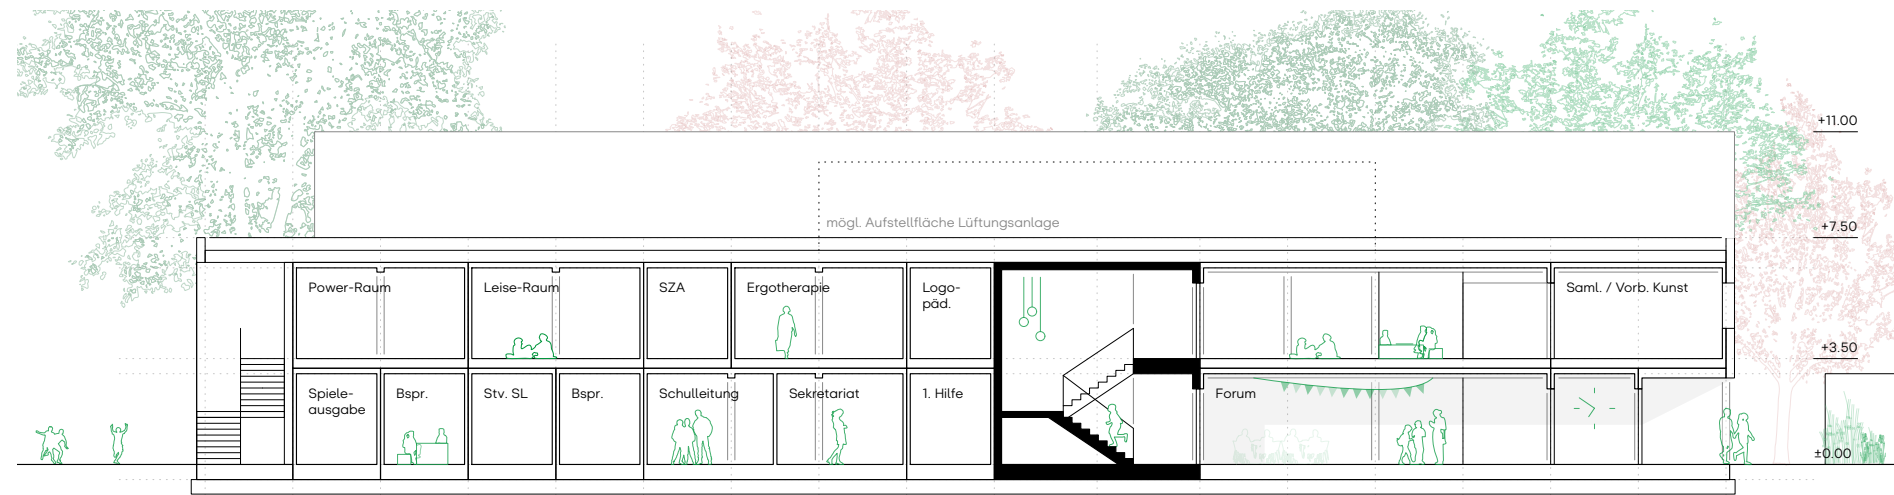 +11.00
mögl. Aufstellfläche Lüftungsanlage
+7.50
Power-Raum
Leise-Raum
SZA
Ergotherapie
Logo-
päd.
Saml. / Vorb. Kunst
+3.50
Spiele-
ausgabe
Bspr.
Stv. SL
Bspr.
Schulleitung
Sekretariat
1. Hilfe
Forum
±0.00